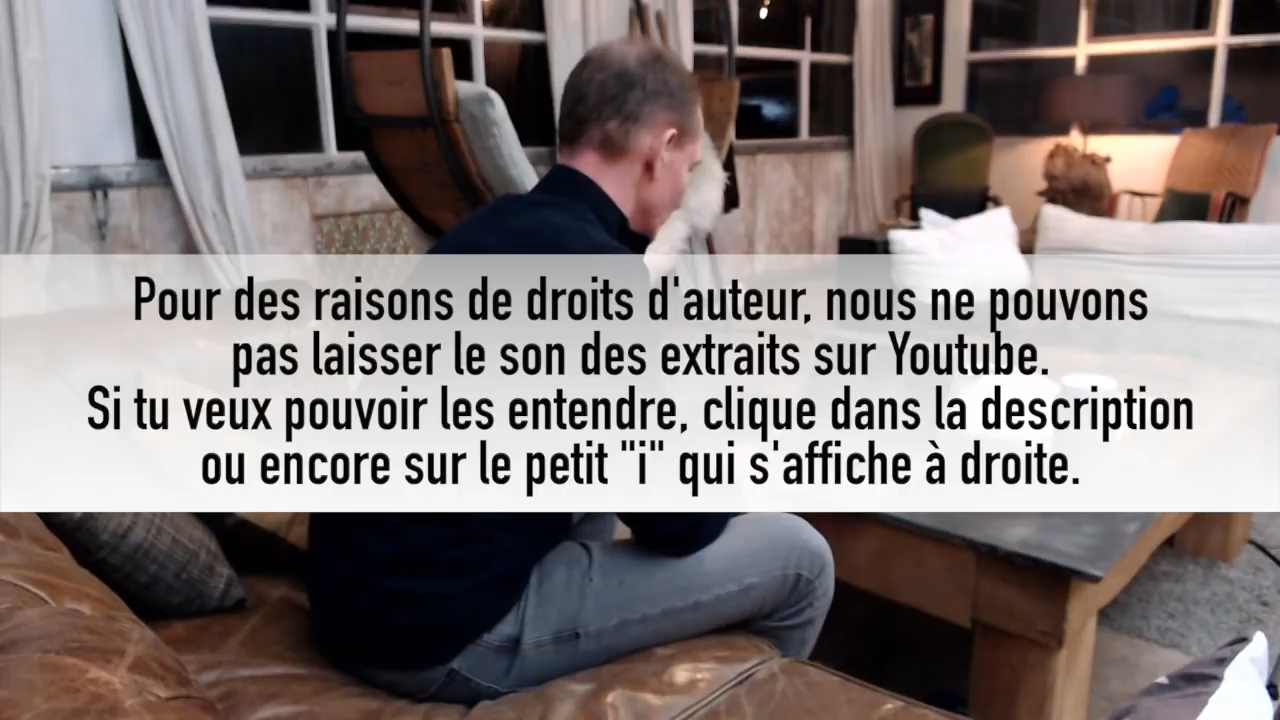 Pour des raisons de droits d'auteur, nous ne pouvons
pas laisser le son des extraits sur Youtube.
Si tu veux pouvoir les entendre, clique dans la description
ou encore sur le petit "i" qui s'affiche à droite.